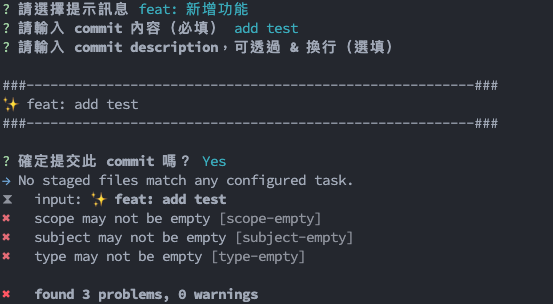 ? 請選擇提示訊息 feat: 新增功能
? 請輸入 commit 內容（必填） add test
? 請輸入 commit description，可透過 & 換行（選填）
###--------------------------------------------------------###
✨ feat: add test
###--------------------------------------------------------###
? 確定提交此 commit 嗎？ Yes
→ No staged files match any configured task.
⧗ input: ✨ feat: add test
✖ scope may not be empty [scope-empty]
✖ subject may not be empty [subject-empty]
✖ type may not be empty [type-empty]
✖ found 3 problems, 0 warnings